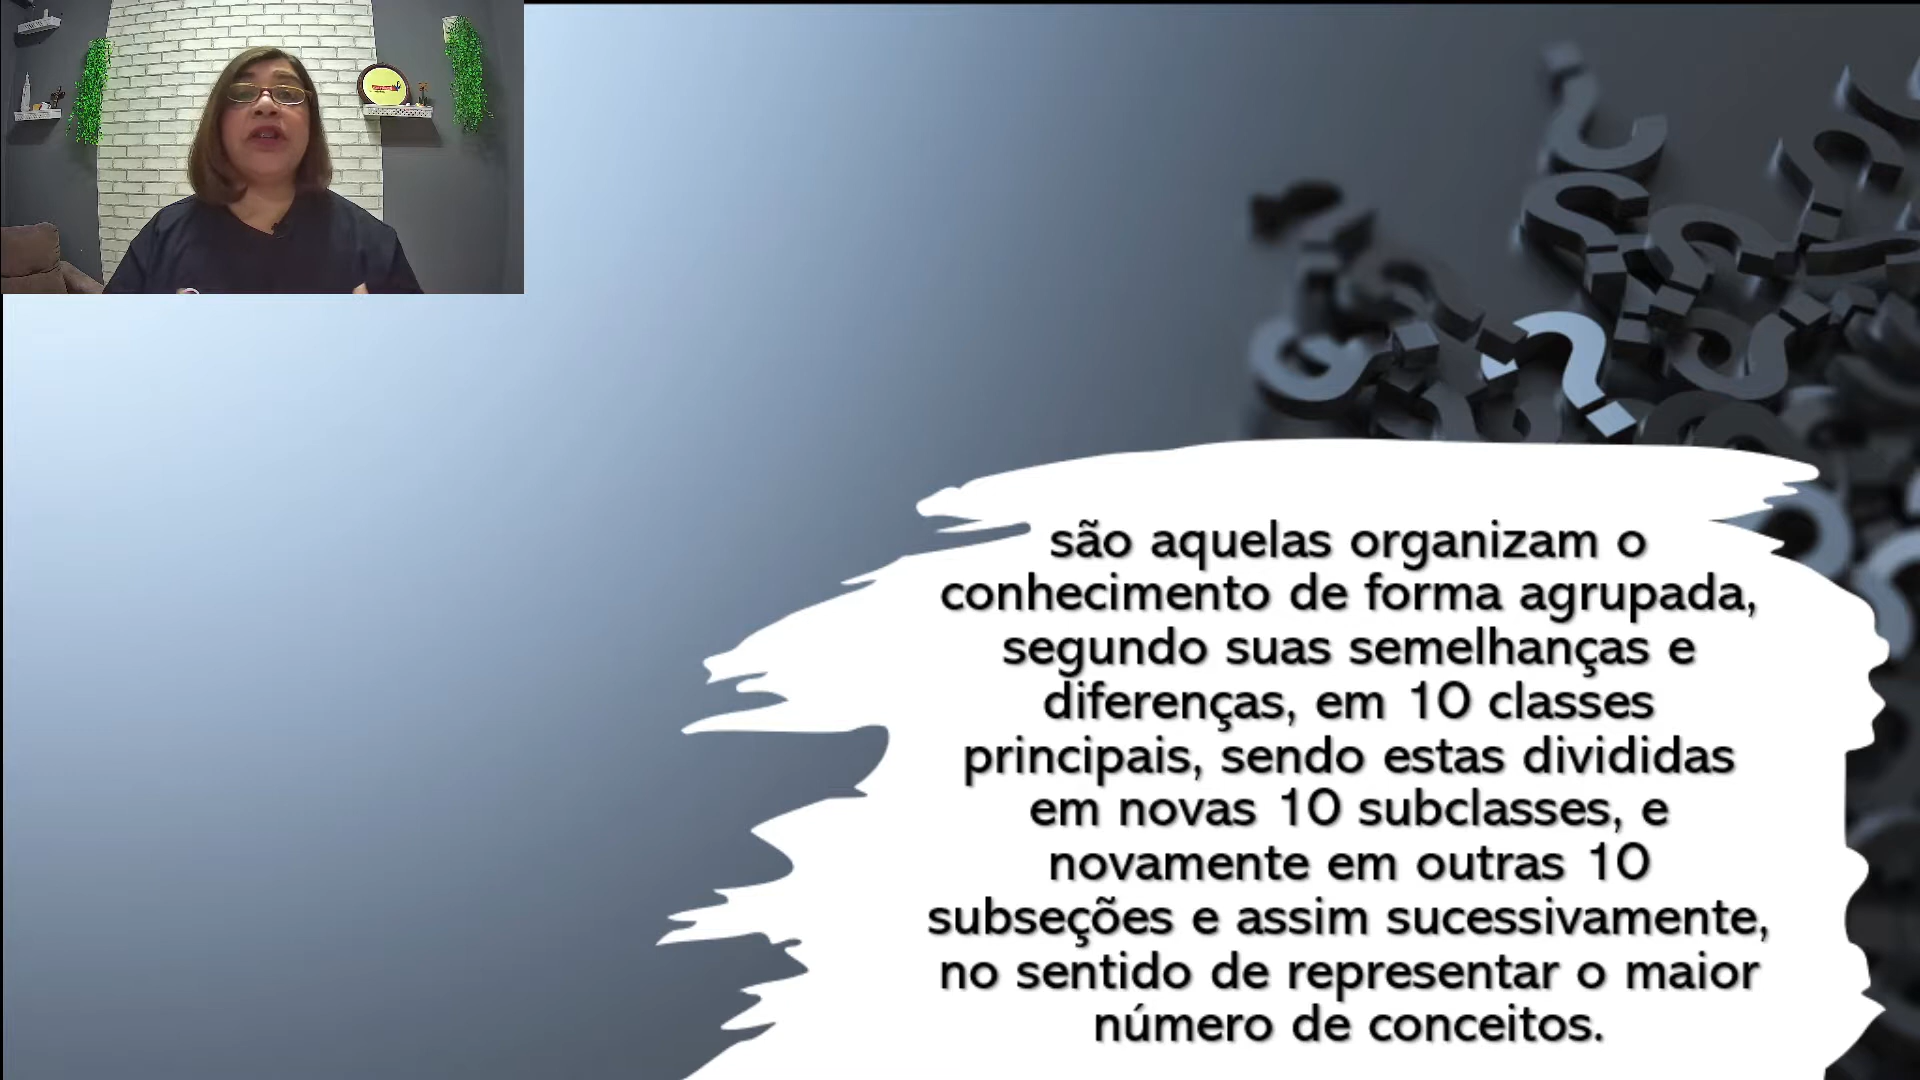 são aquelas organizam o
conhecimento de forma agrupada,
segundo suas semelhanças e
diferenças, em 10 classes
principais, sendo estas divididas
em novas 10 subclasses, e
novamente em outras 10
subseções e assim sucessivamente,
no sentido de representar o maior
número de conceitos.